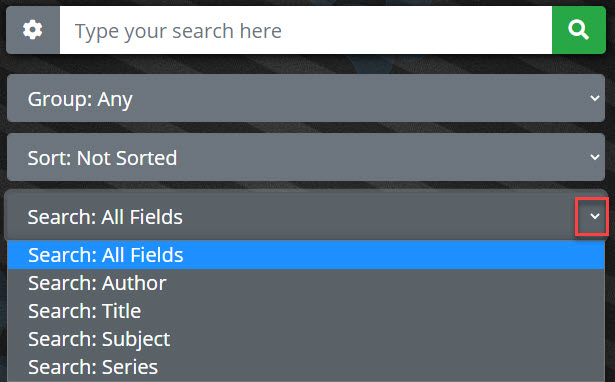 Type your search here
Group: Any
Sort: Not Sorted
Search: All Fields
Search: All Fields
Search: Author
Search: Title
Search: Subject
Search: Series